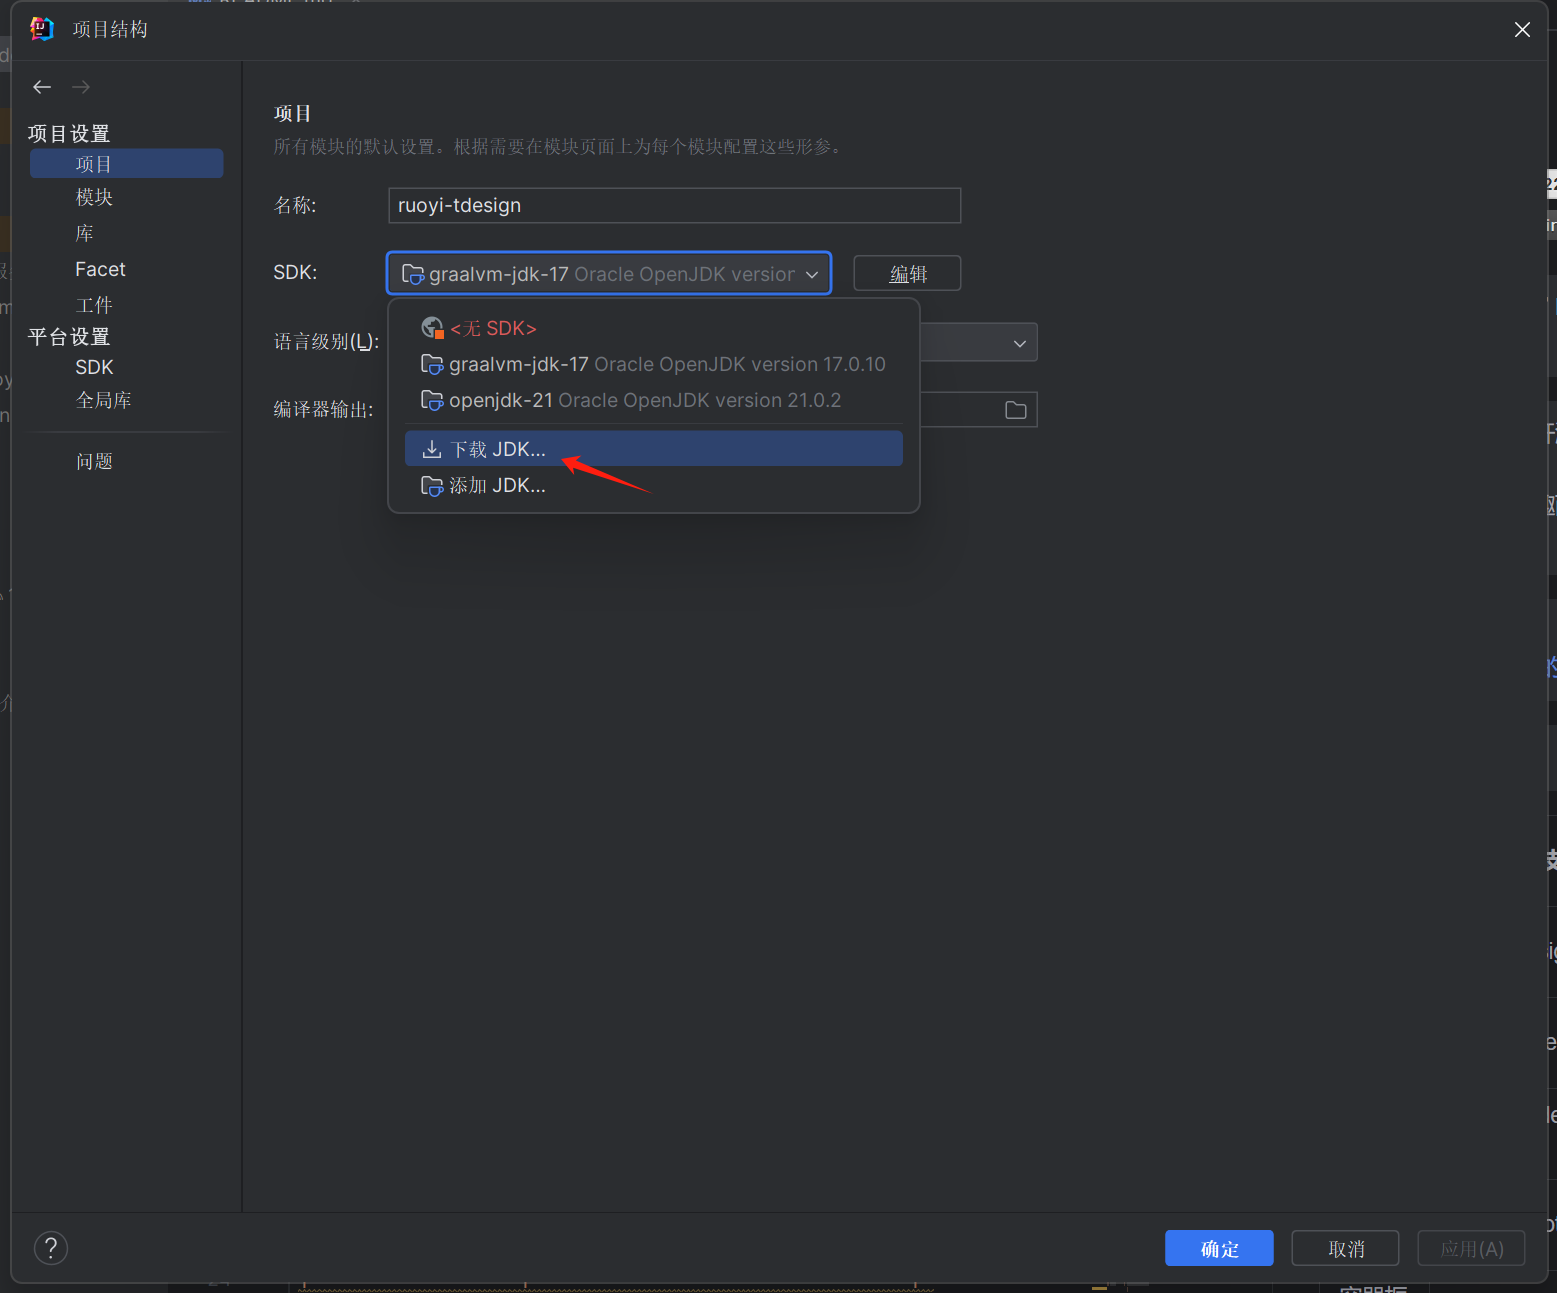 项目结构
项目设置
项目
模块
库
Facet
工件
平台设置
SDK
全局库
问题
项目
所有模块的默认设置。根据需要在模块页面上为每个模块配置这些形参。
名称:
ruoyi-tdesign
SDK:
graalvm-jdk-17 Oracle OpenJDK version
编辑
<无 SDK>
graalvm-jdk-17 Oracle OpenJDK version 17.0.10
openjdk-21 Oracle OpenJDK version 21.0.2
下载 JDK...
添加 JDK...
语言级别(L):
编译器输出:
?
确定
取消
应用(A)